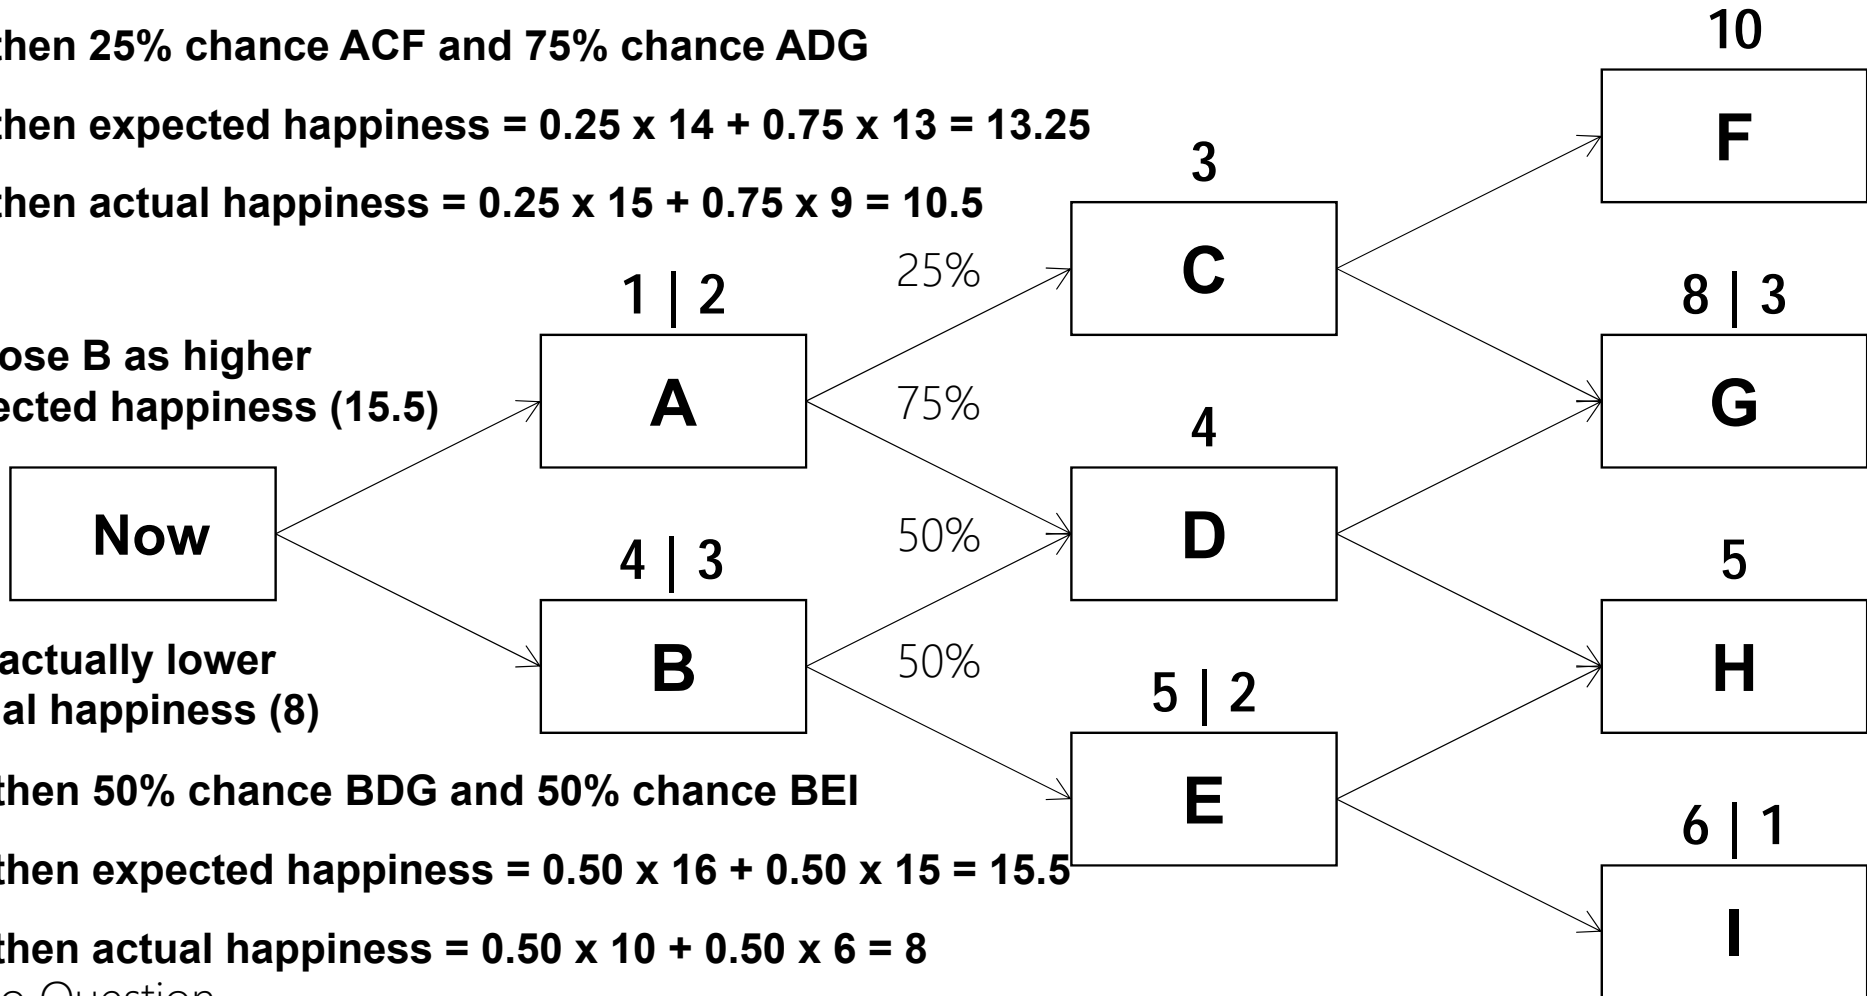 then 25% chance ACF and 75% chance ADG
then expected happiness = 0.25 x 14 + 0.75 x 13 = 13.25
then actual happiness = 0.25 x 15 + 0.75 x 9 = 10.5
10
F
3
C
25%
1 | 2
A
75%
8 | 3
G
ose B as higher
ected happiness (15.5)
4
D
50%
Now
4 | 3
B
50%
5
H
actually lower
al happiness (8)
5 | 2
E
6 | 1
I
then 50% chance BDG and 50% chance BEI
then expected happiness = 0.50 x 16 + 0.50 x 15 = 15.5
then actual happiness = 0.50 x 10 + 0.50 x 6 = 8
o Question